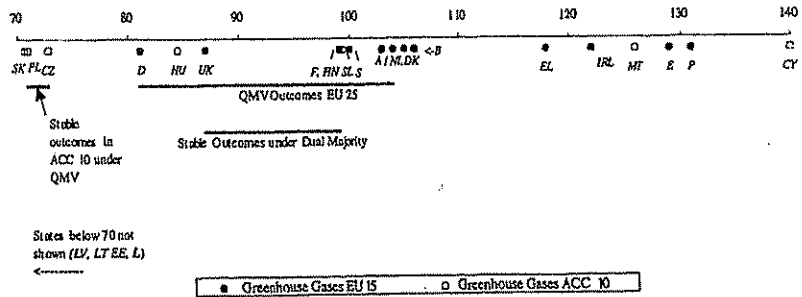 70 80 90 100 110 120 130 140
SK PL CZ D HU UK F, FIN SL S A I NL DK <-B EL IRL MT E P CY
QMV Outcomes EU 25
Stable
outcomes in
ACC 10 under
QMV
Stable Outcomes under Dual Majority
States below 70 not
shown (LV, LT EE, L)
<----------
Greenhouse Gases EU 15 Greenhouse Gases ACC 10